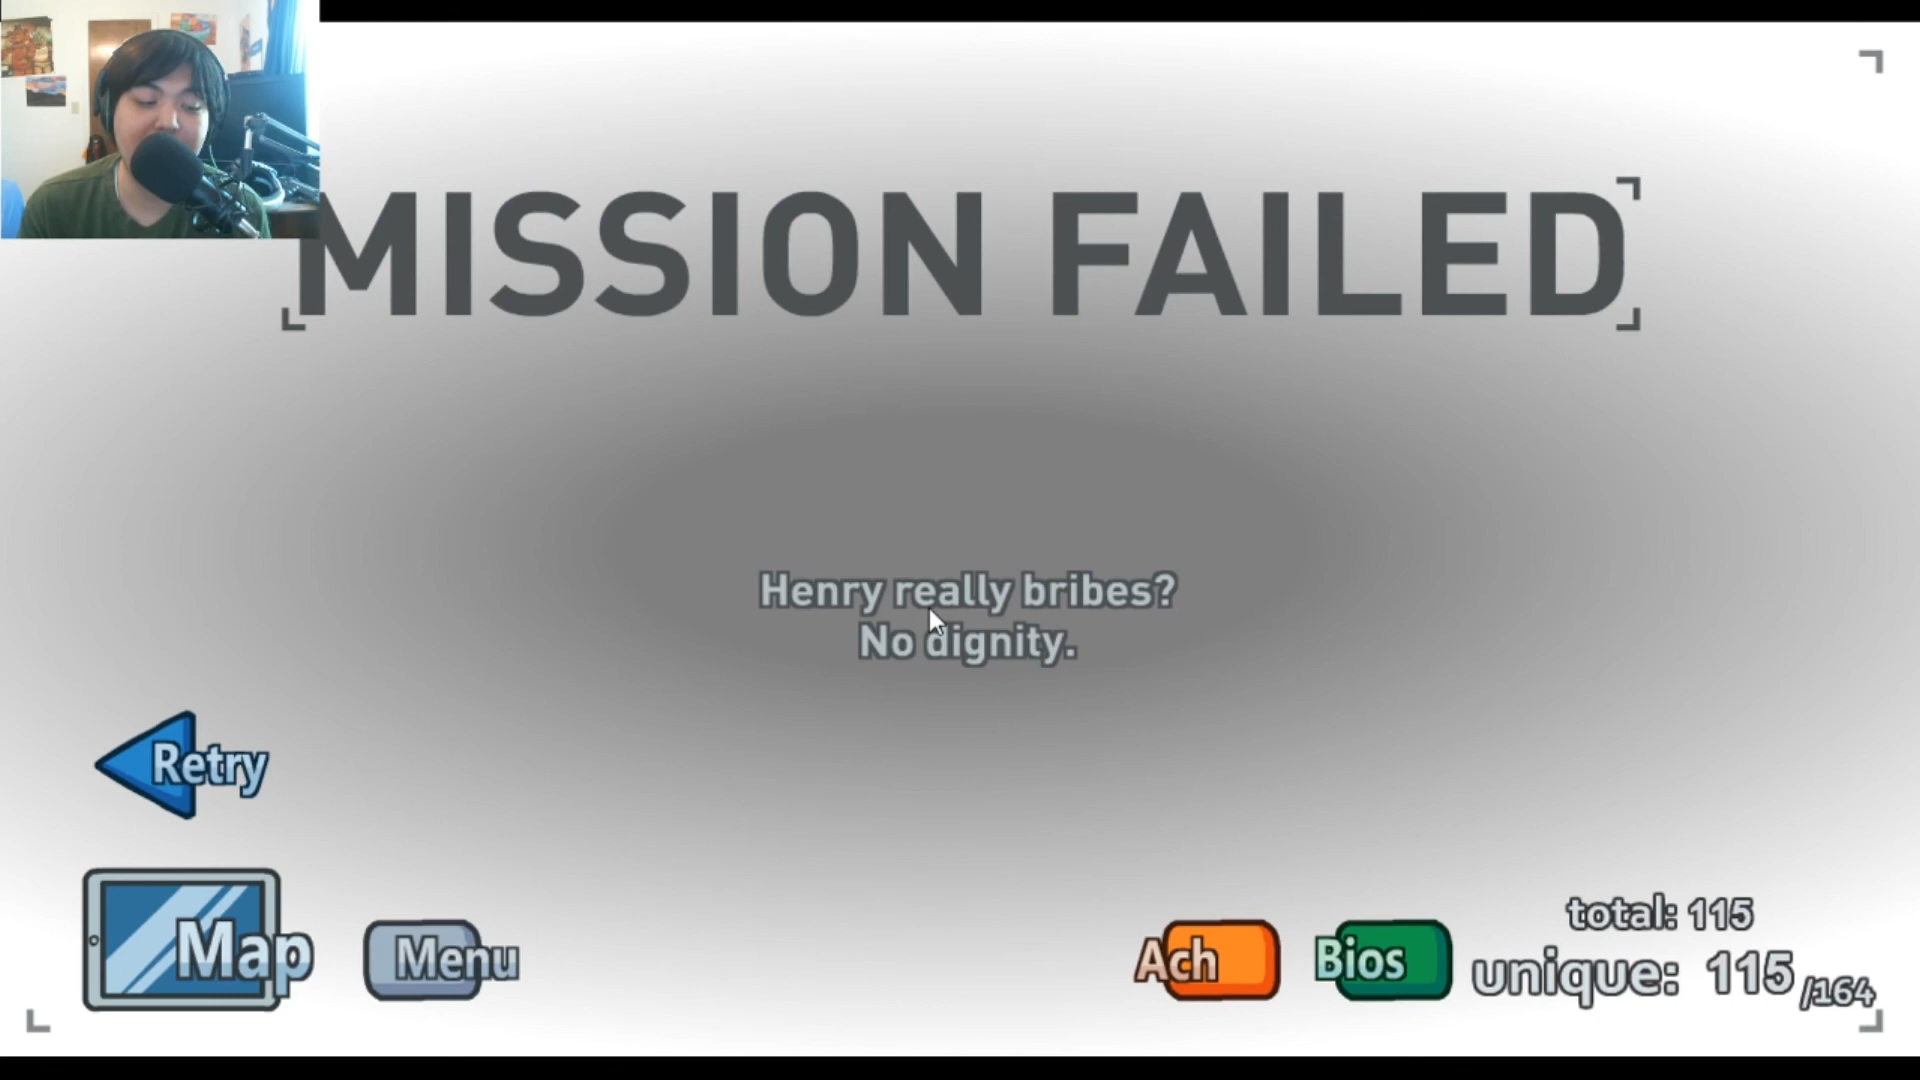 MISSION FAILED
Henry really bribes?
No dignity.
Retry
Map
Menu
Ach
Bios
total: 115
unique: 115 /164